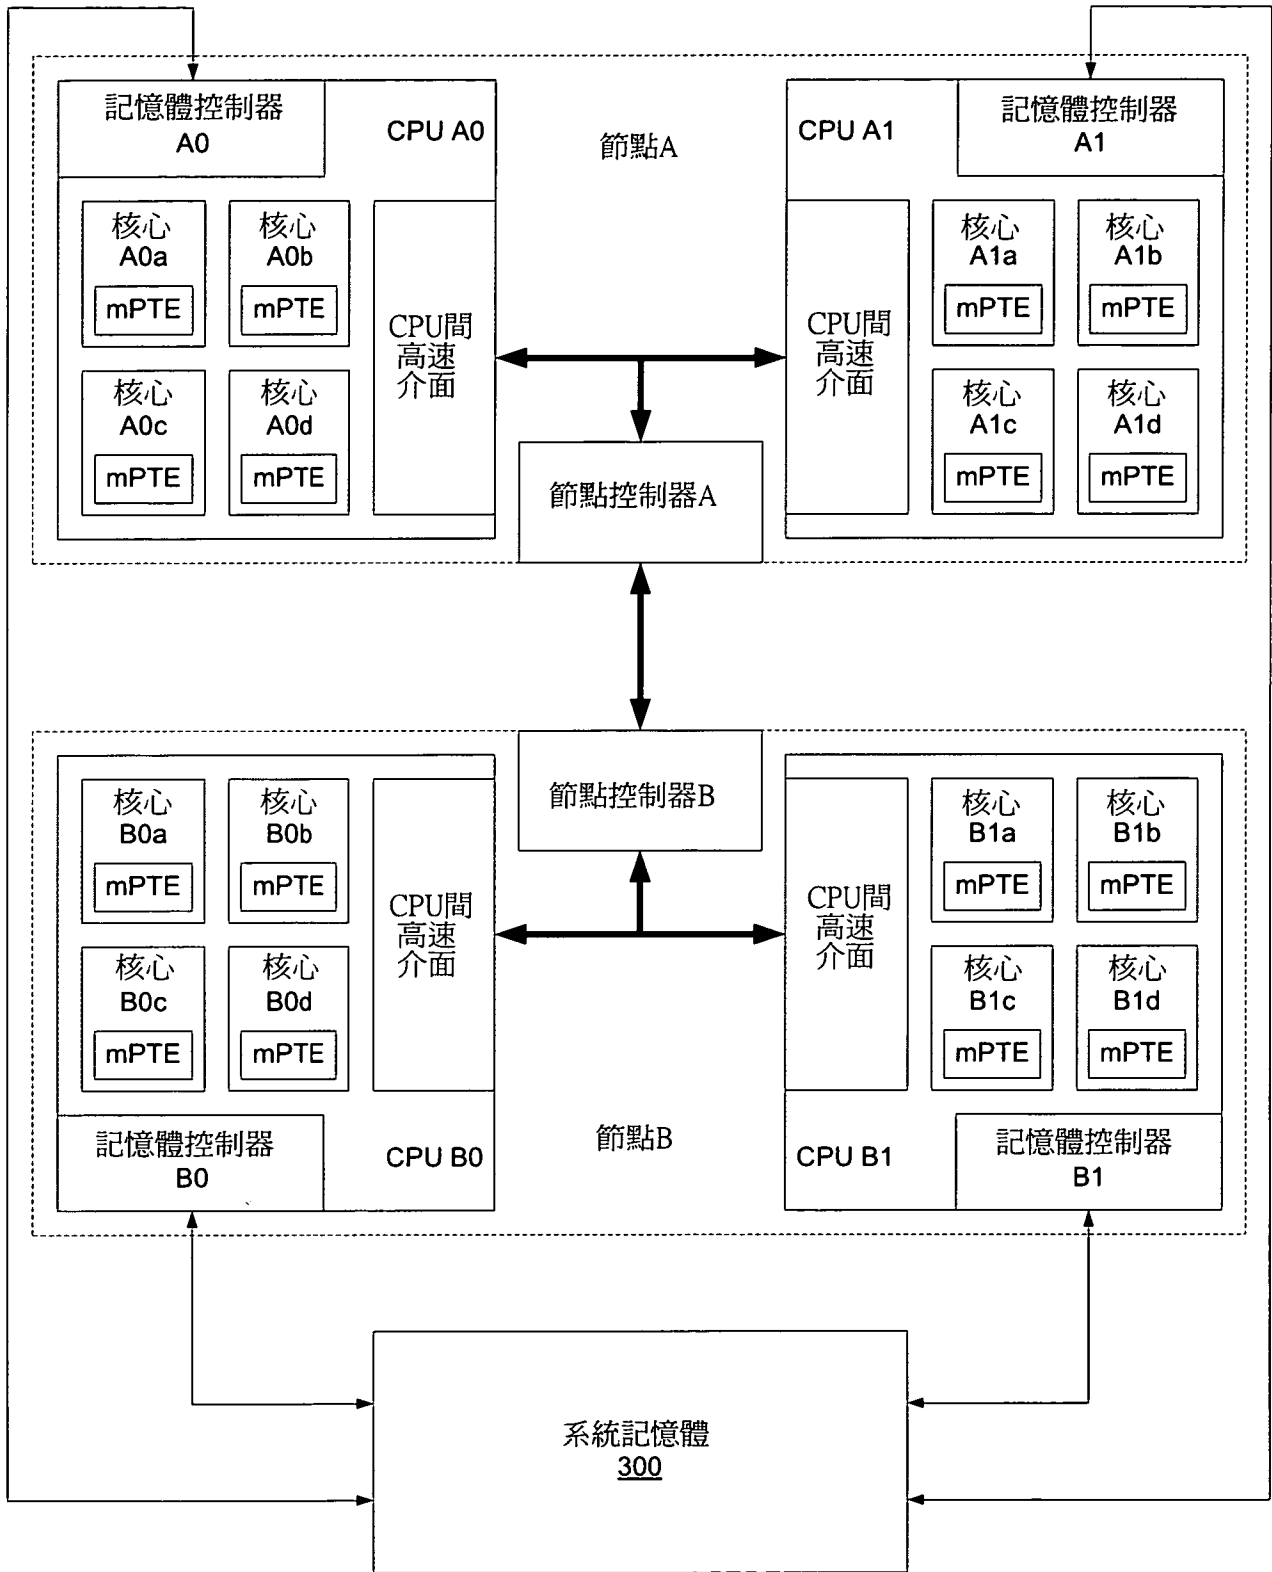 記憶體控制器
A0
CPU A0
節點A
CPU A1
記憶體控制器
A1
核心
A0a
mPTE
核心
A0b
mPTE
核心
A0c
mPTE
核心
A0d
mPTE
CPU間
高速
介面
CPU間
高速
介面
核心
A1a
mPTE
核心
A1b
mPTE
核心
A1c
mPTE
核心
A1d
mPTE
節點控制器A
節點控制器B
核心
B0a
mPTE
核心
B0b
mPTE
核心
B0c
mPTE
核心
B0d
mPTE
CPU間
高速
介面
CPU間
高速
介面
核心
B1a
mPTE
核心
B1b
mPTE
核心
B1c
mPTE
核心
B1d
mPTE
記憶體控制器
B0
CPU B0
節點B
CPU B1
記憶體控制器
B1
系統記憶體
300